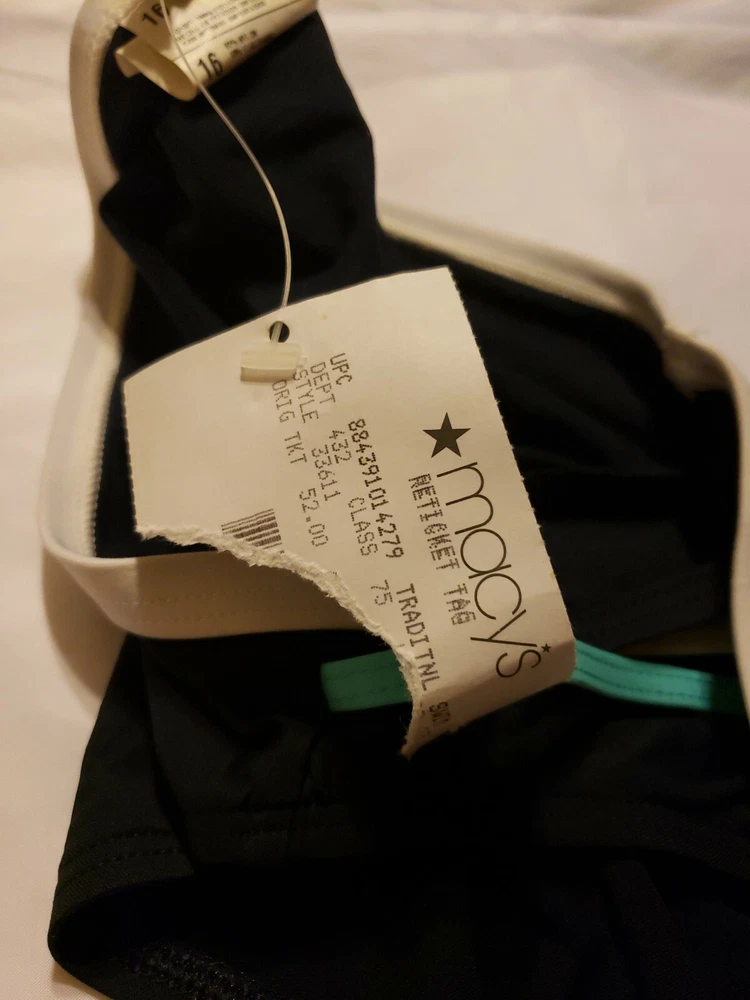 16
macy's
RETICKET TAG
UPC 884391014279 TRADITNL
DEPT 432 CLASS 75
STYLE 33611
ORIG TKT 52.00